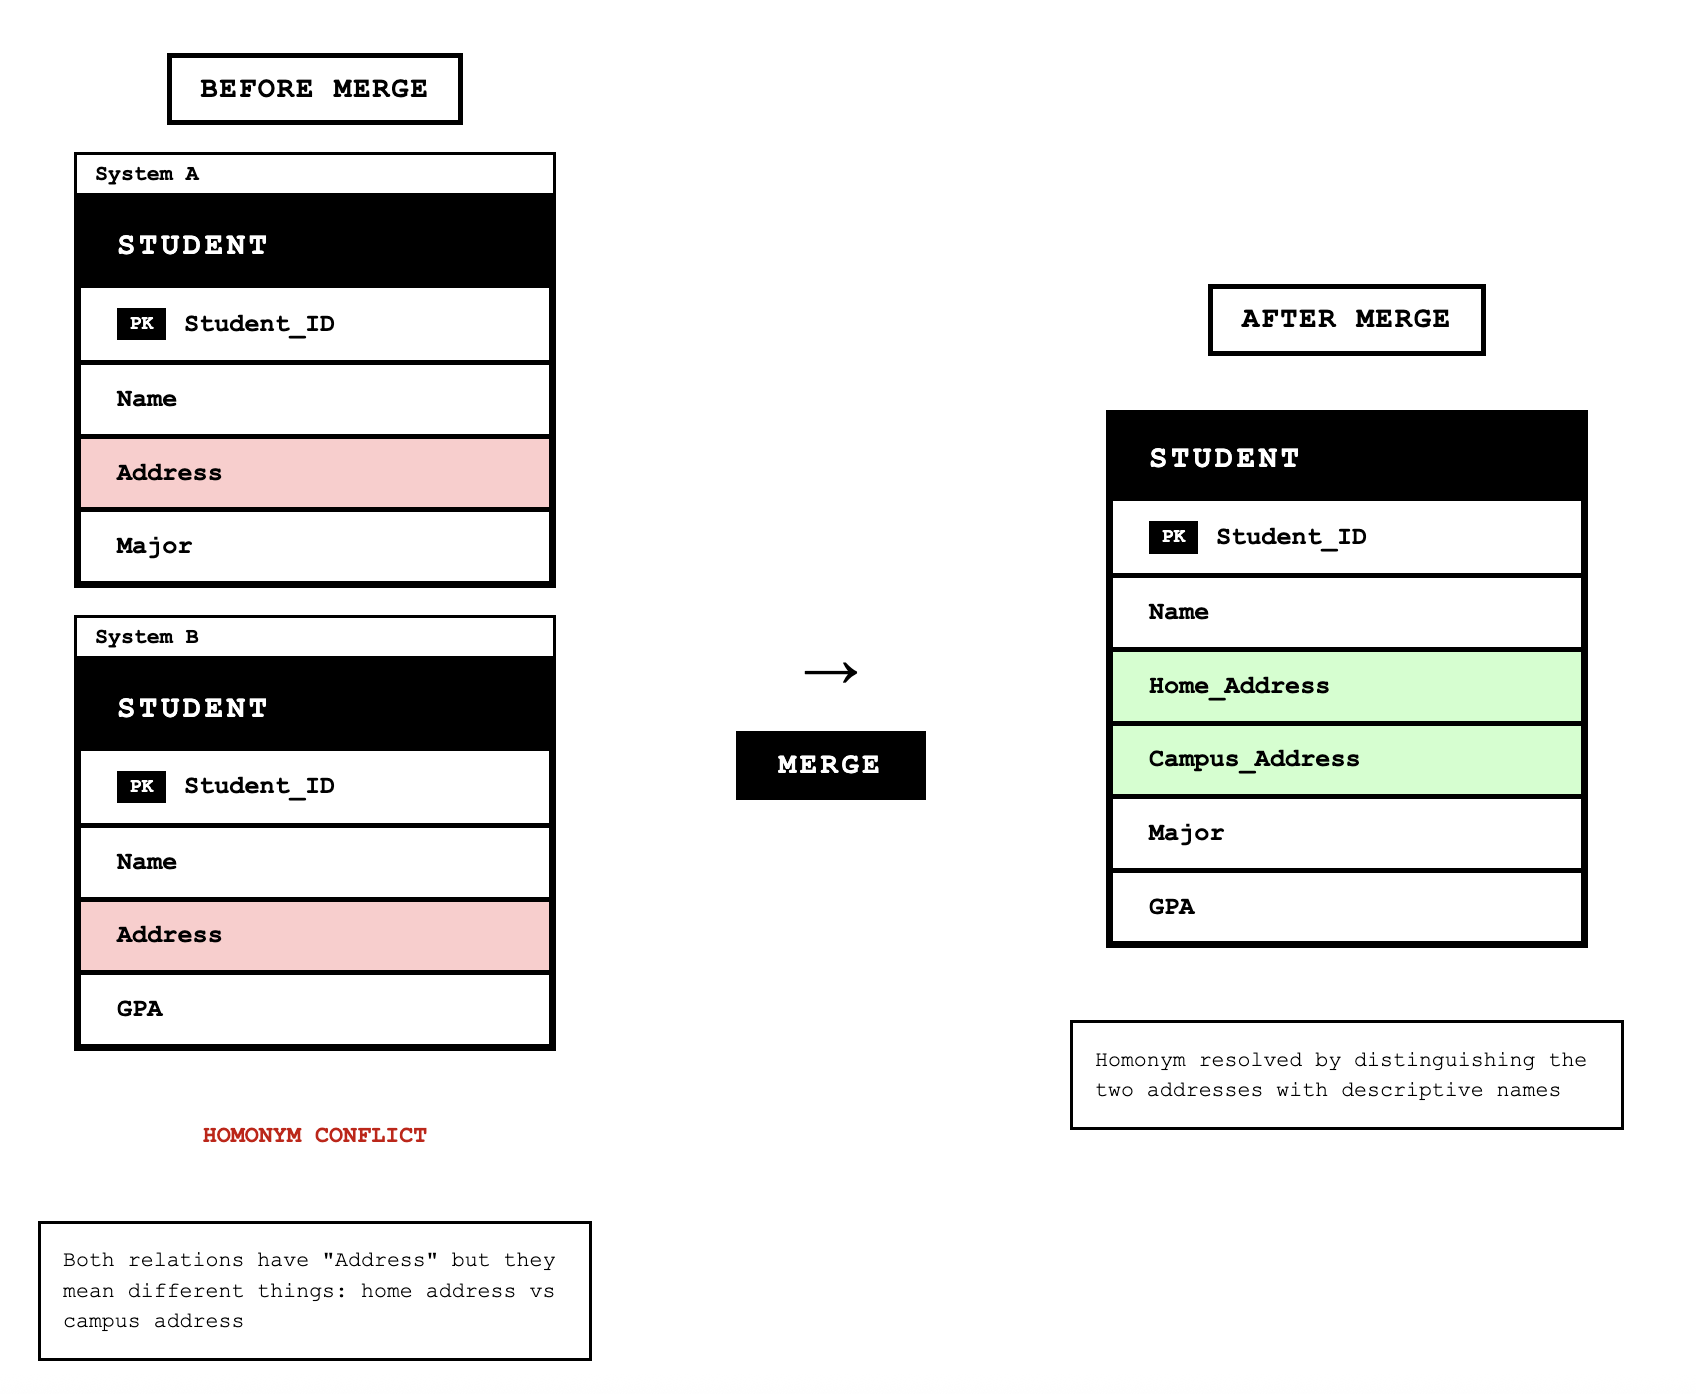 BEFORE MERGE
System A
STUDENT
PK Student_ID
Name
Address
Major
System B
STUDENT
PK Student_ID
Name
Address
GPA
HOMONYM CONFLICT
Both relations have "Address" but they
mean different things: home address vs
campus address
→
MERGE
AFTER MERGE
STUDENT
PK Student_ID
Name
Home_Address
Campus_Address
Major
GPA
Homonym resolved by distinguishing the
two addresses with descriptive names